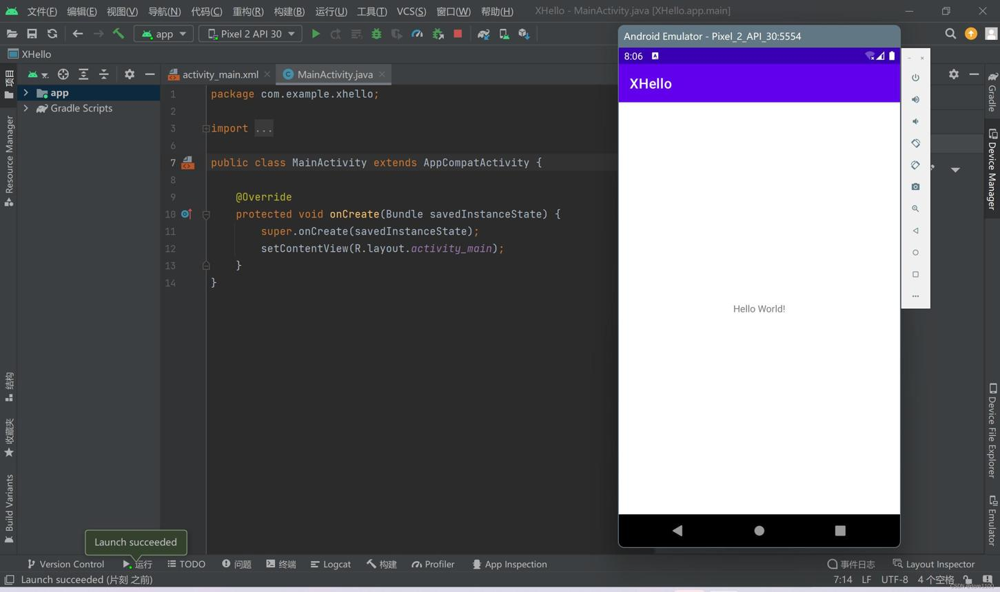 文件(F) 编辑(E) 视图(V) 导航(N) 代码(C) 重构(R) 构建(B) 运行(U) 工具(T) VCS(S) 窗口(W) 帮助(H) XHello - MainActivity.java [XHello.app.main]
app Pixel 2 API 30
XHello
项目
Resource Manager
结构
收藏夹
Build Variants
app
Gradle Scripts
activity_main.xml MainActivity.java
1 package com.example.xhello;
2
3 import ...
6
7 public class MainActivity extends AppCompatActivity {
8
9 @Override
10 protected void onCreate(Bundle savedInstanceState) {
11 super.onCreate(savedInstanceState);
12 setContentView(R.layout.activity_main);
13 }
14 }
Android Emulator - Pixel_2_API_30:5554
8:06
XHello
Hello World!
Gradle
Device Manager
Device File Explorer
Emulator
Launch succeeded
Version Control 运行 TODO 问题 终端 Logcat 构建 Profiler App Inspection 事件日志 Layout Inspector
Launch succeeded (片刻 之前) 7:14 LF UTF-8 4 个空格